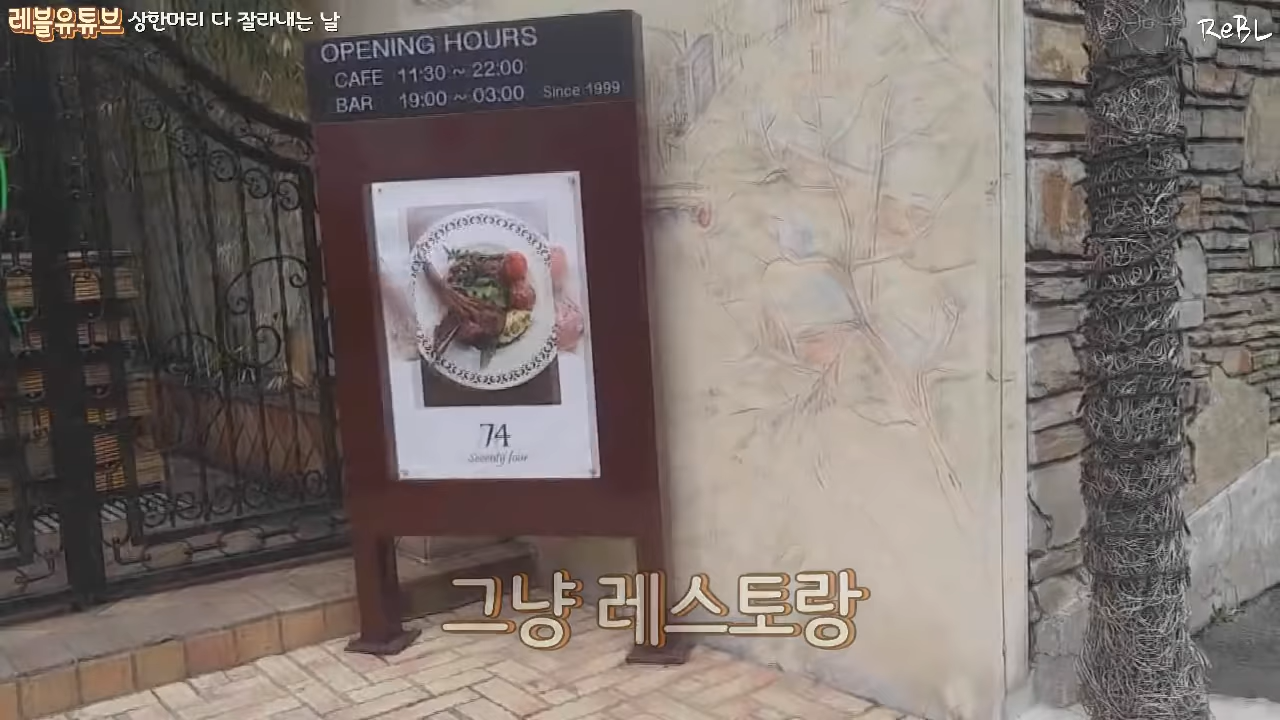 레블유튜브 상한머리 다 잘라내는 날
ReBL
OPENING HOURS
CAFE 11:30 ~ 22:00
BAR 19:00 ~ 03:00 Since 1999
74
Seventy four
그냥 레스토랑